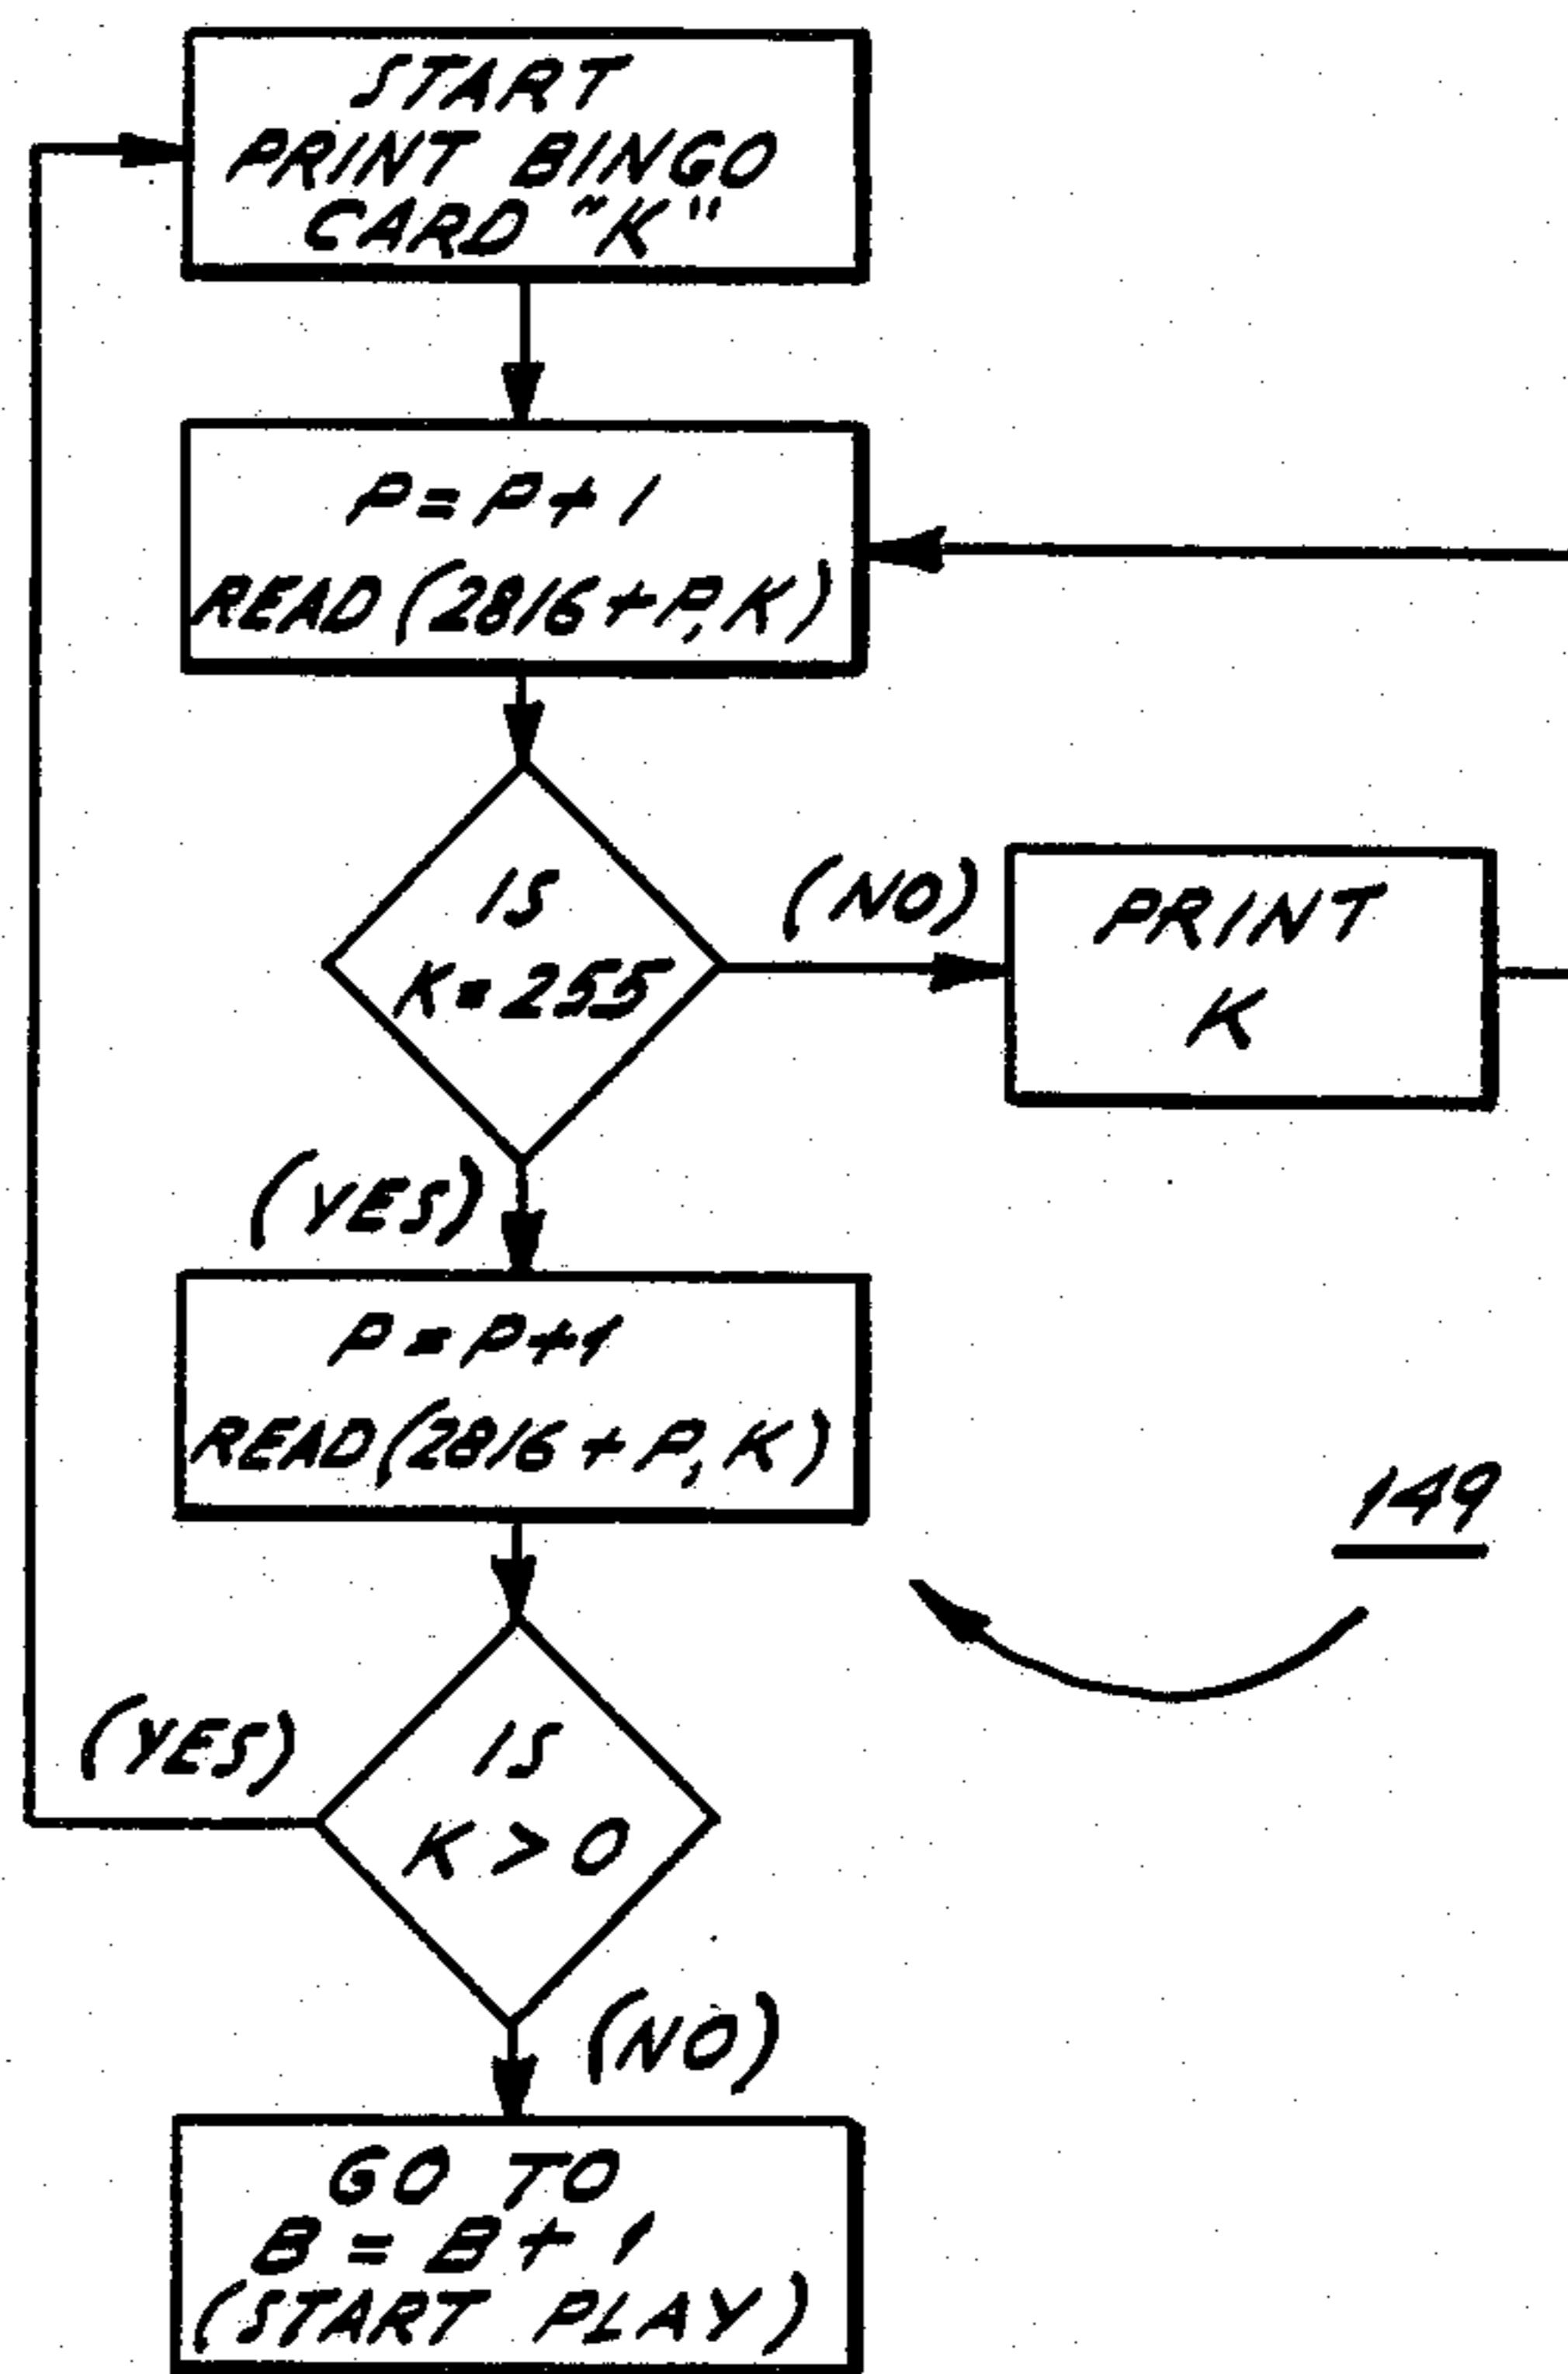 START
PRINT BINGO
CARD "K"
P=P+1
READ (2816+P,K)
IS
K=255
(NO)
PRINT
K
(YES)
P=P+1
READ (2816+P,K)
149
(YES)
IS
K>0
(NO)
GO TO
B=B+1
(START PLAY)